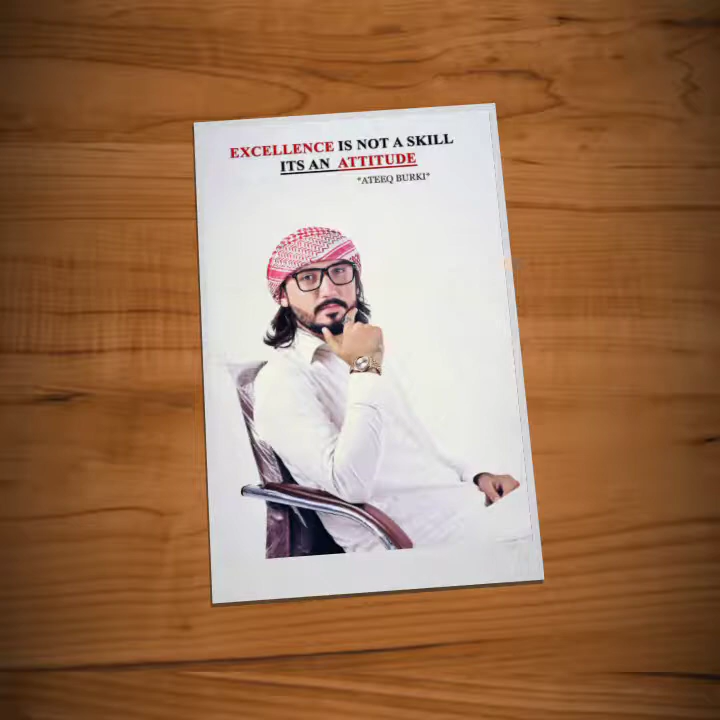 EXCELLENCE IS NOT A SKILL
ITS AN ATTITUDE
*ATEEQ BURKI*